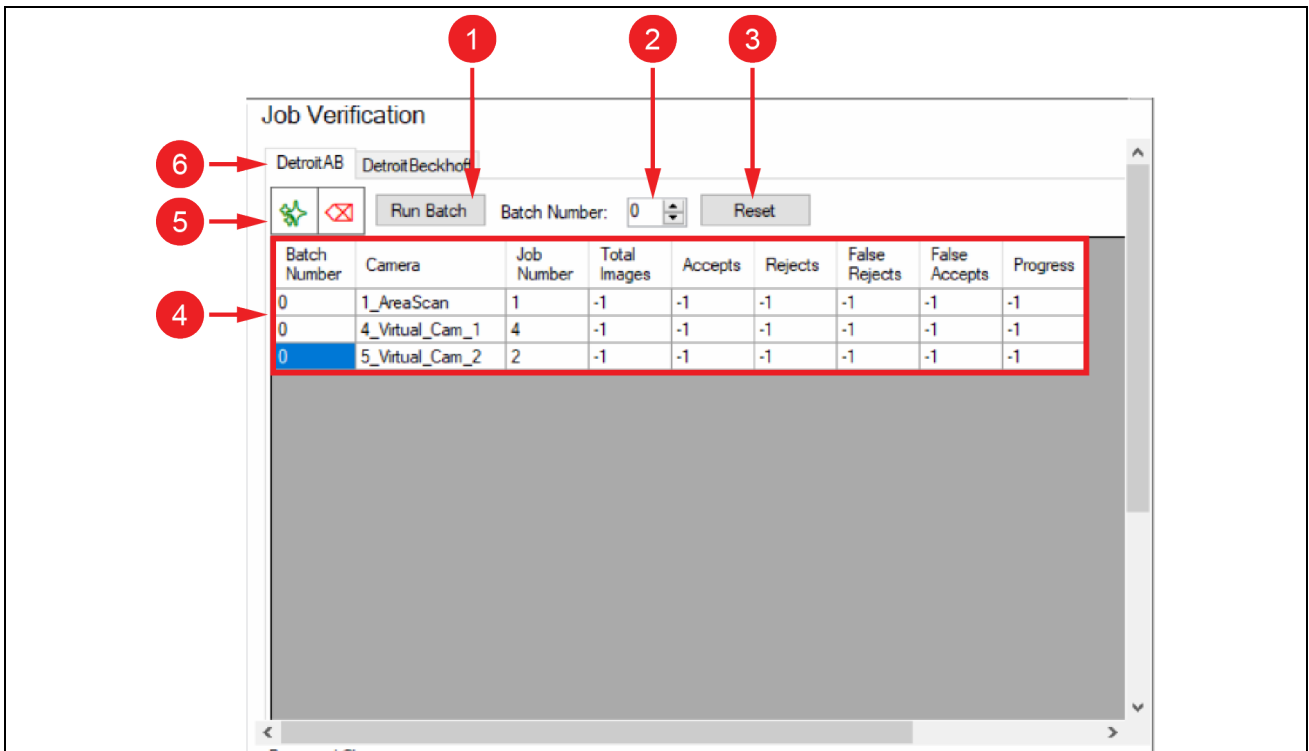 1 2 3
Job Verification
6 DetroitAB DetroitBeckhoff
5 Run Batch Batch Number: 0 Reset
Batch Number Camera Job Number Total Images Accepts Rejects False Rejects False Accepts Progress
0 1_AreaScan 1 -1 -1 -1 -1 -1 -1
4
0 4_Virtual_Cam_1 4 -1 -1 -1 -1 -1 -1
0 5_Virtual_Cam_2 2 -1 -1 -1 -1 -1 -1